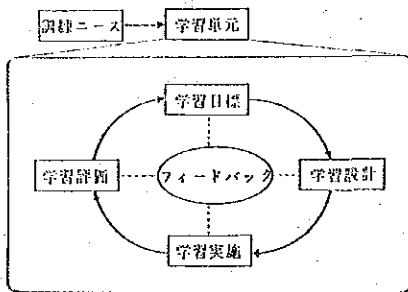 訓練ニーズ
学習単元
学習目標
学習評価
フィードバック
学習設計
学習実施